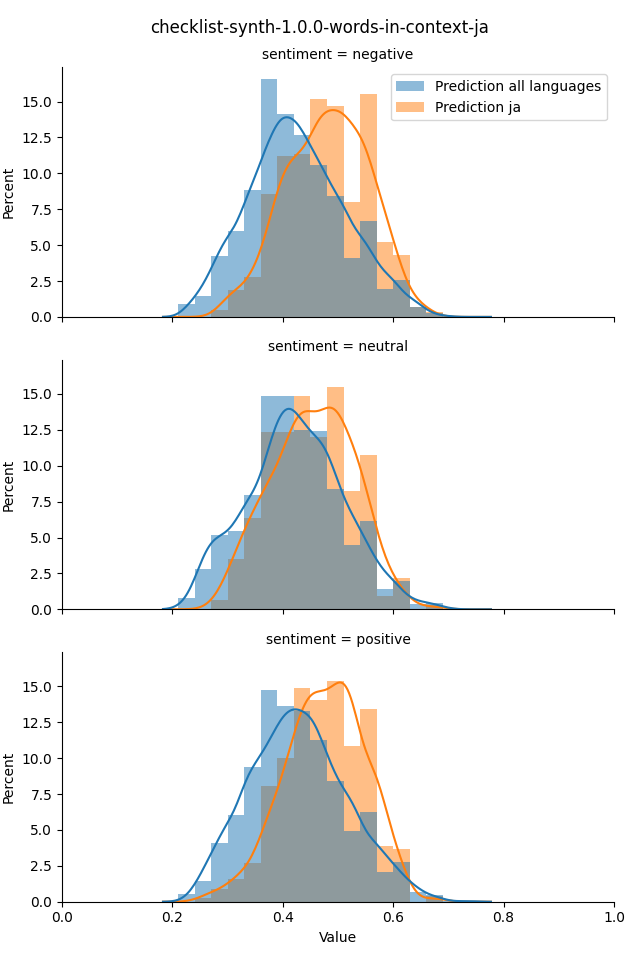 checklist-synth-1.0.0-words-in-context-ja
sentiment = negative
Prediction all languages
Prediction ja
15.0
12.5
10.0
7.5
5.0
2.5
0.0
Percent
sentiment = neutral
15.0
12.5
10.0
7.5
5.0
2.5
0.0
Percent
sentiment = positive
15.0
12.5
10.0
7.5
5.0
2.5
0.0
Percent
0.0 0.2 0.4 0.6 0.8 1.0
Value